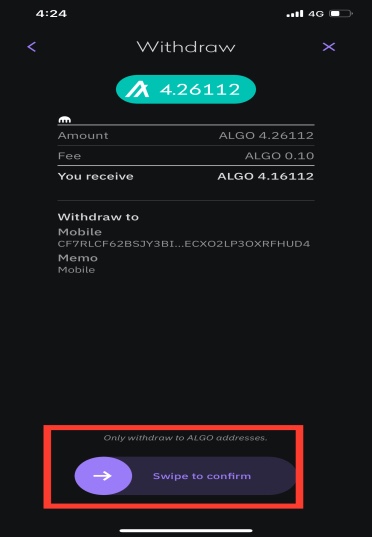 4:24
4G
Withdraw
4.26112
Amount ALGO 4.26112
Fee ALGO 0.10
You receive ALGO 4.16112
Withdraw to
Mobile
CF7RLCF62BSJY3BI...ECXO2LP3OXRFHUD4
Memo
Mobile
Only withdraw to ALGO addresses.
Swipe to confirm